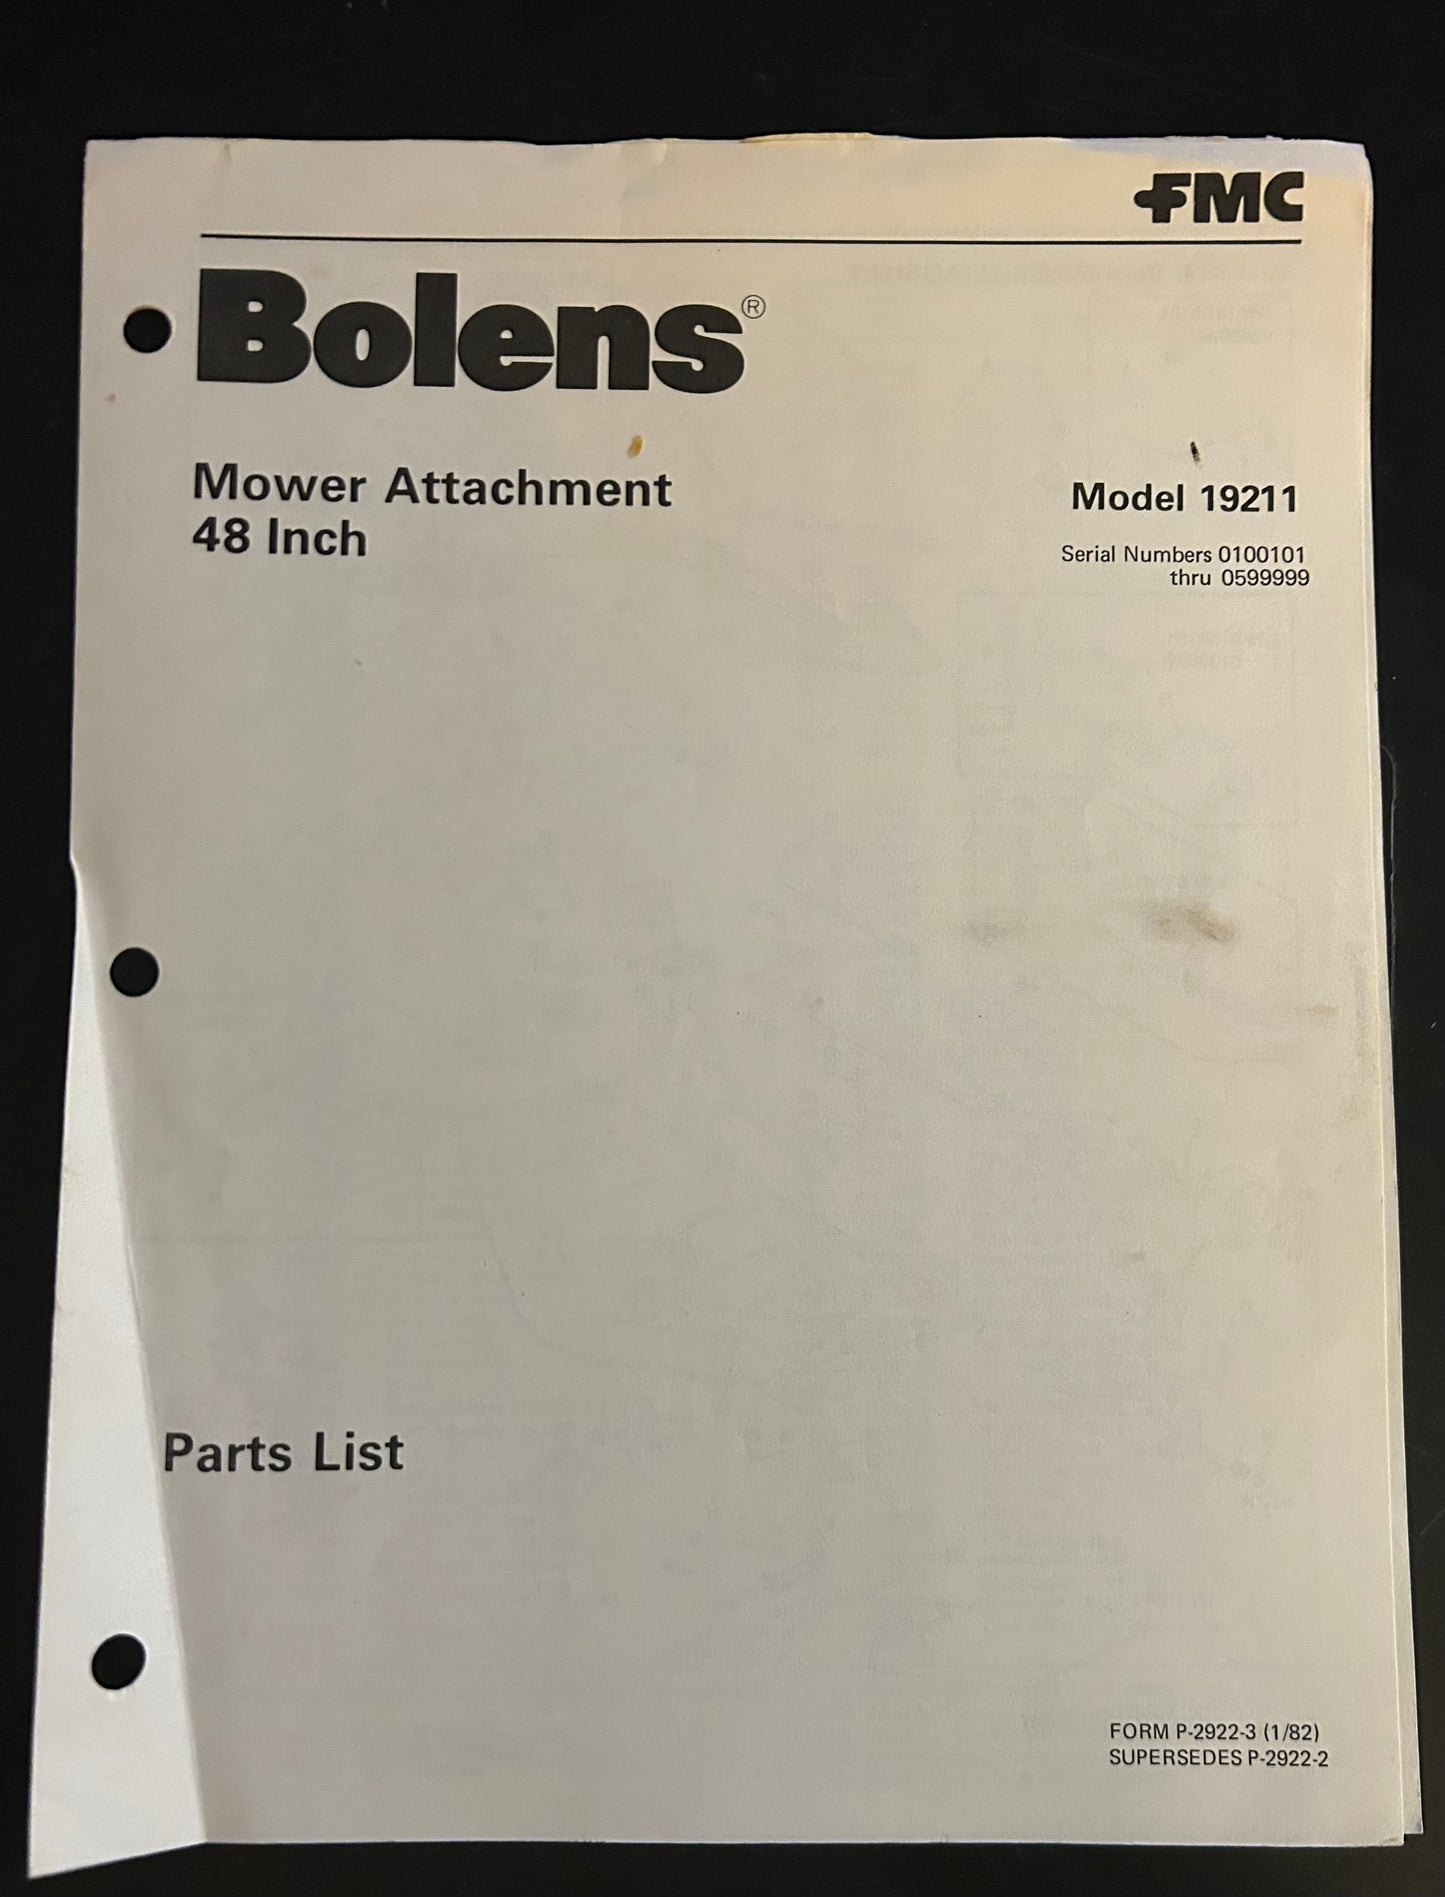 FMC
Bolens®
Mower Attachment
48 Inch
Model 19211
Serial Numbers 0100101
thru 0599999
Parts List
FORM P-2922-3 (1/82)
SUPERSEDES P-2922-2